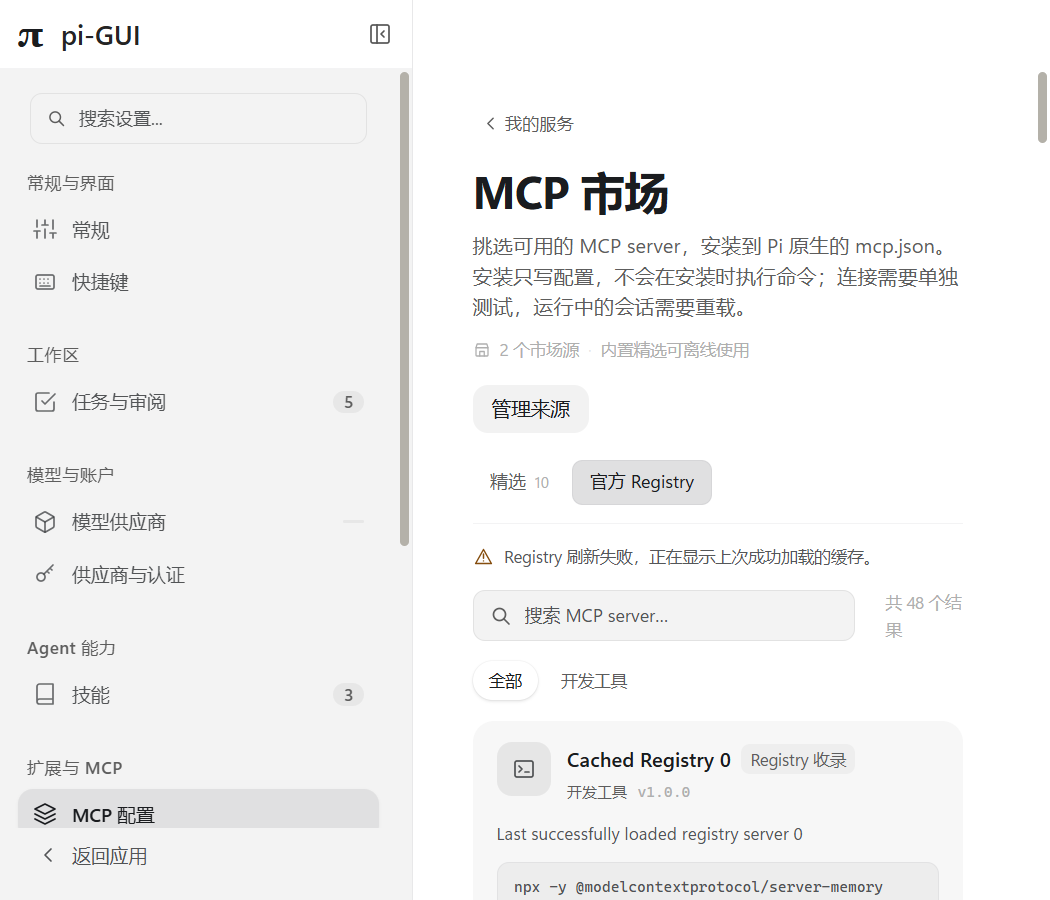 π pi-GUI
搜索设置...
常规与界面
常规
快捷键
工作区
任务与审阅 5
模型与账户
模型供应商
供应商与认证
Agent 能力
技能 3
扩展与 MCP
MCP 配置
返回应用
我的服务
MCP 市场
挑选可用的 MCP server，安装到 Pi 原生的 mcp.json。
安装只写配置，不会在安装时执行命令；连接需要单独
测试，运行中的会话需要重载。
2 个市场源 · 内置精选可离线使用
管理来源
精选 10 官方 Registry
Registry 刷新失败，正在显示上次成功加载的缓存。
搜索 MCP server...
共 48 个结
果
全部 开发工具
Cached Registry 0 Registry 收录
开发工具 v1.0.0
Last successfully loaded registry server 0
npx -y @modelcontextprotocol/server-memory